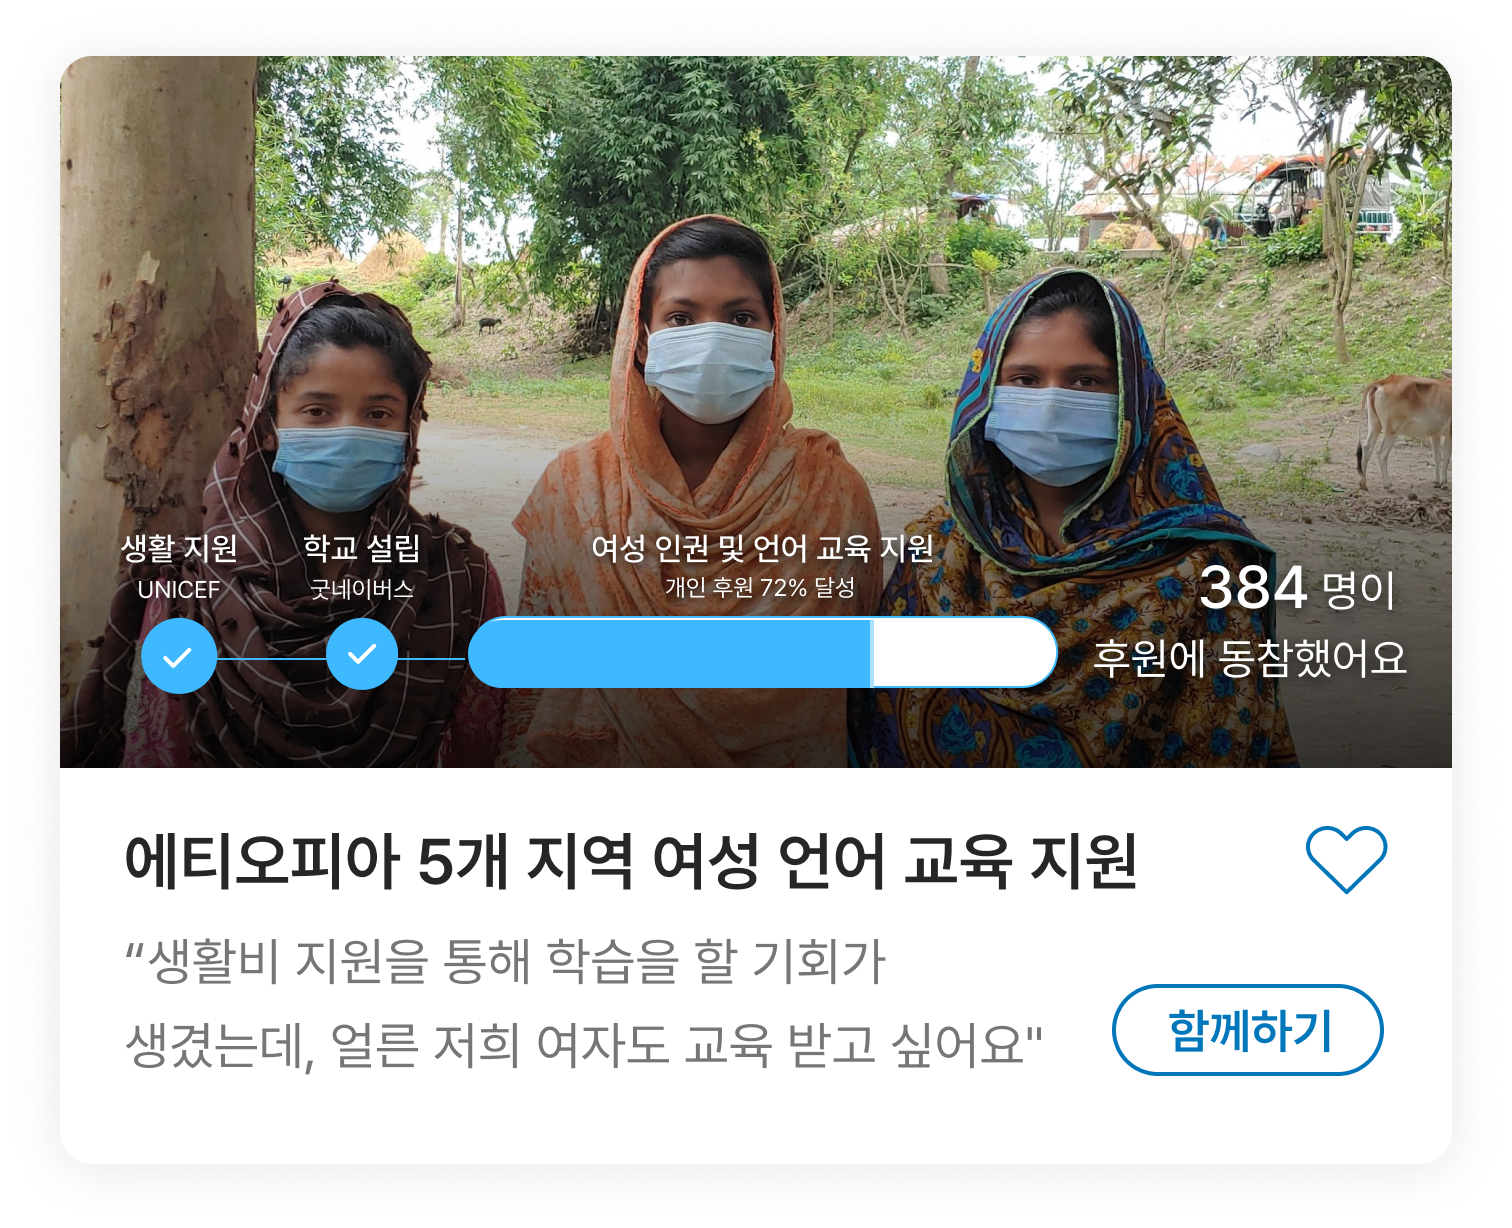 생활 지원
UNICEF
학교 설립
굿네이버스
여성 인권 및 언어 교육 지원
개인 후원 72% 달성
384 명이
후원에 동참했어요
에티오피아 5개 지역 여성 언어 교육 지원
“생활비 지원을 통해 학습을 할 기회가
생겼는데, 얼른 저희 여자도 교육 받고 싶어요"
함께하기